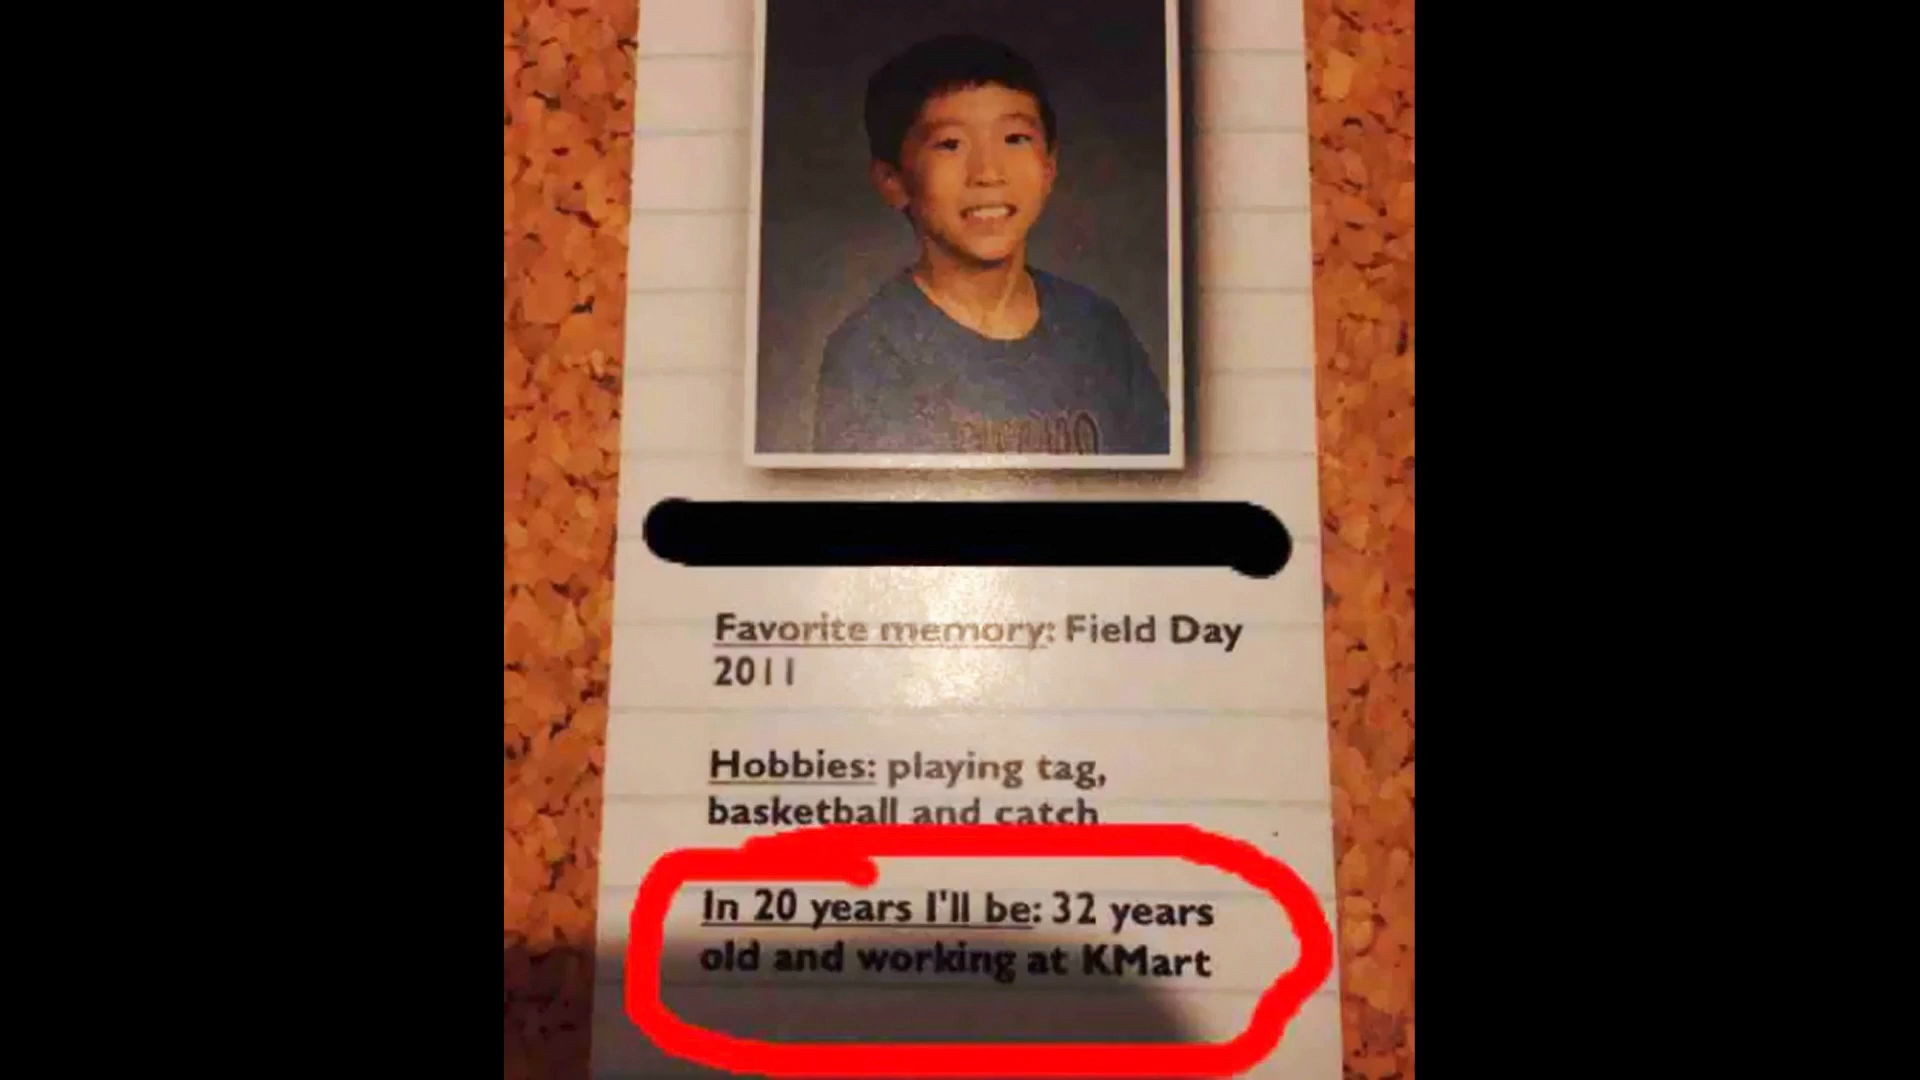 Favorite memory: Field Day
2011
Hobbies: playing tag,
basketball and catch
In 20 years I'll be: 32 years
old and working at KMart